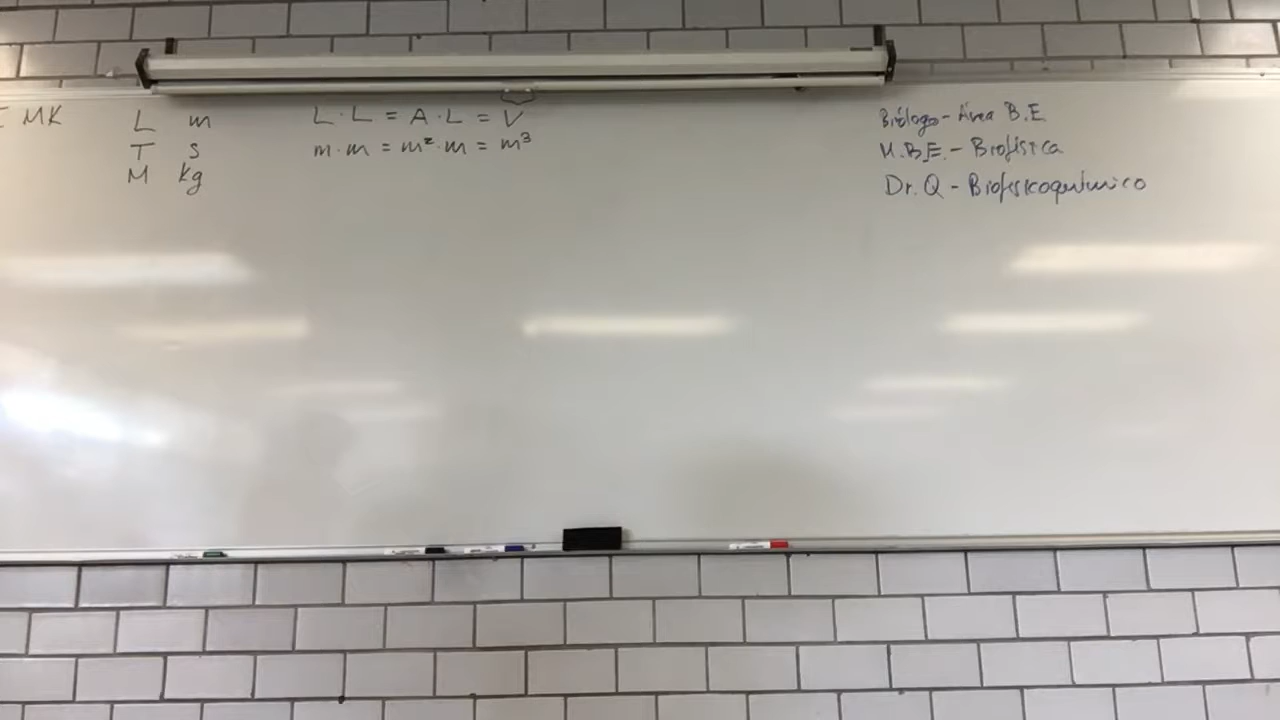 MK
L m
T s
M kg
L·L = A·L = V
m·m = m²·m = m³
Biólogo - Área B.E.
M.B.E. - Biofísica
Dr. Q - Biofisicoquímico